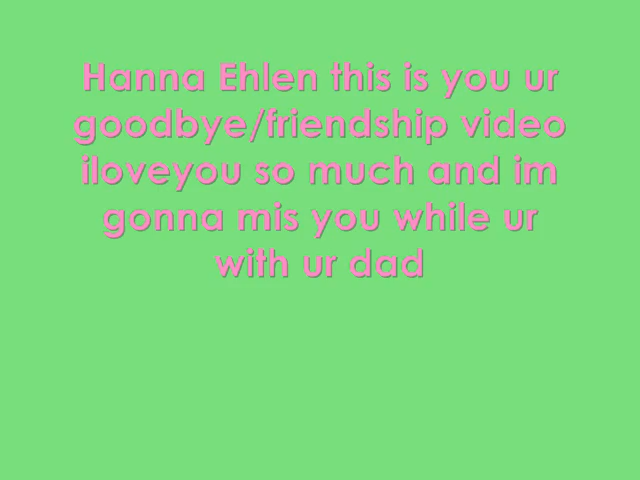 Hanna Ehlen this is you ur
goodbye/friendship video
iloveyou so much and im
gonna mis you while ur
with ur dad